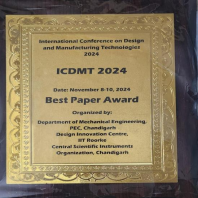 International Conference on Design
and Manufacturing Technologies
2024
ICDMT 2024
Date: November 8-10, 2024
Best Paper Award
Organized by:
Department of Mechanical Engineering,
PEC, Chandigarh
Design Innovation Centre,
IIT Roorke
Central Scientific Instruments
Organization, Chandigarh